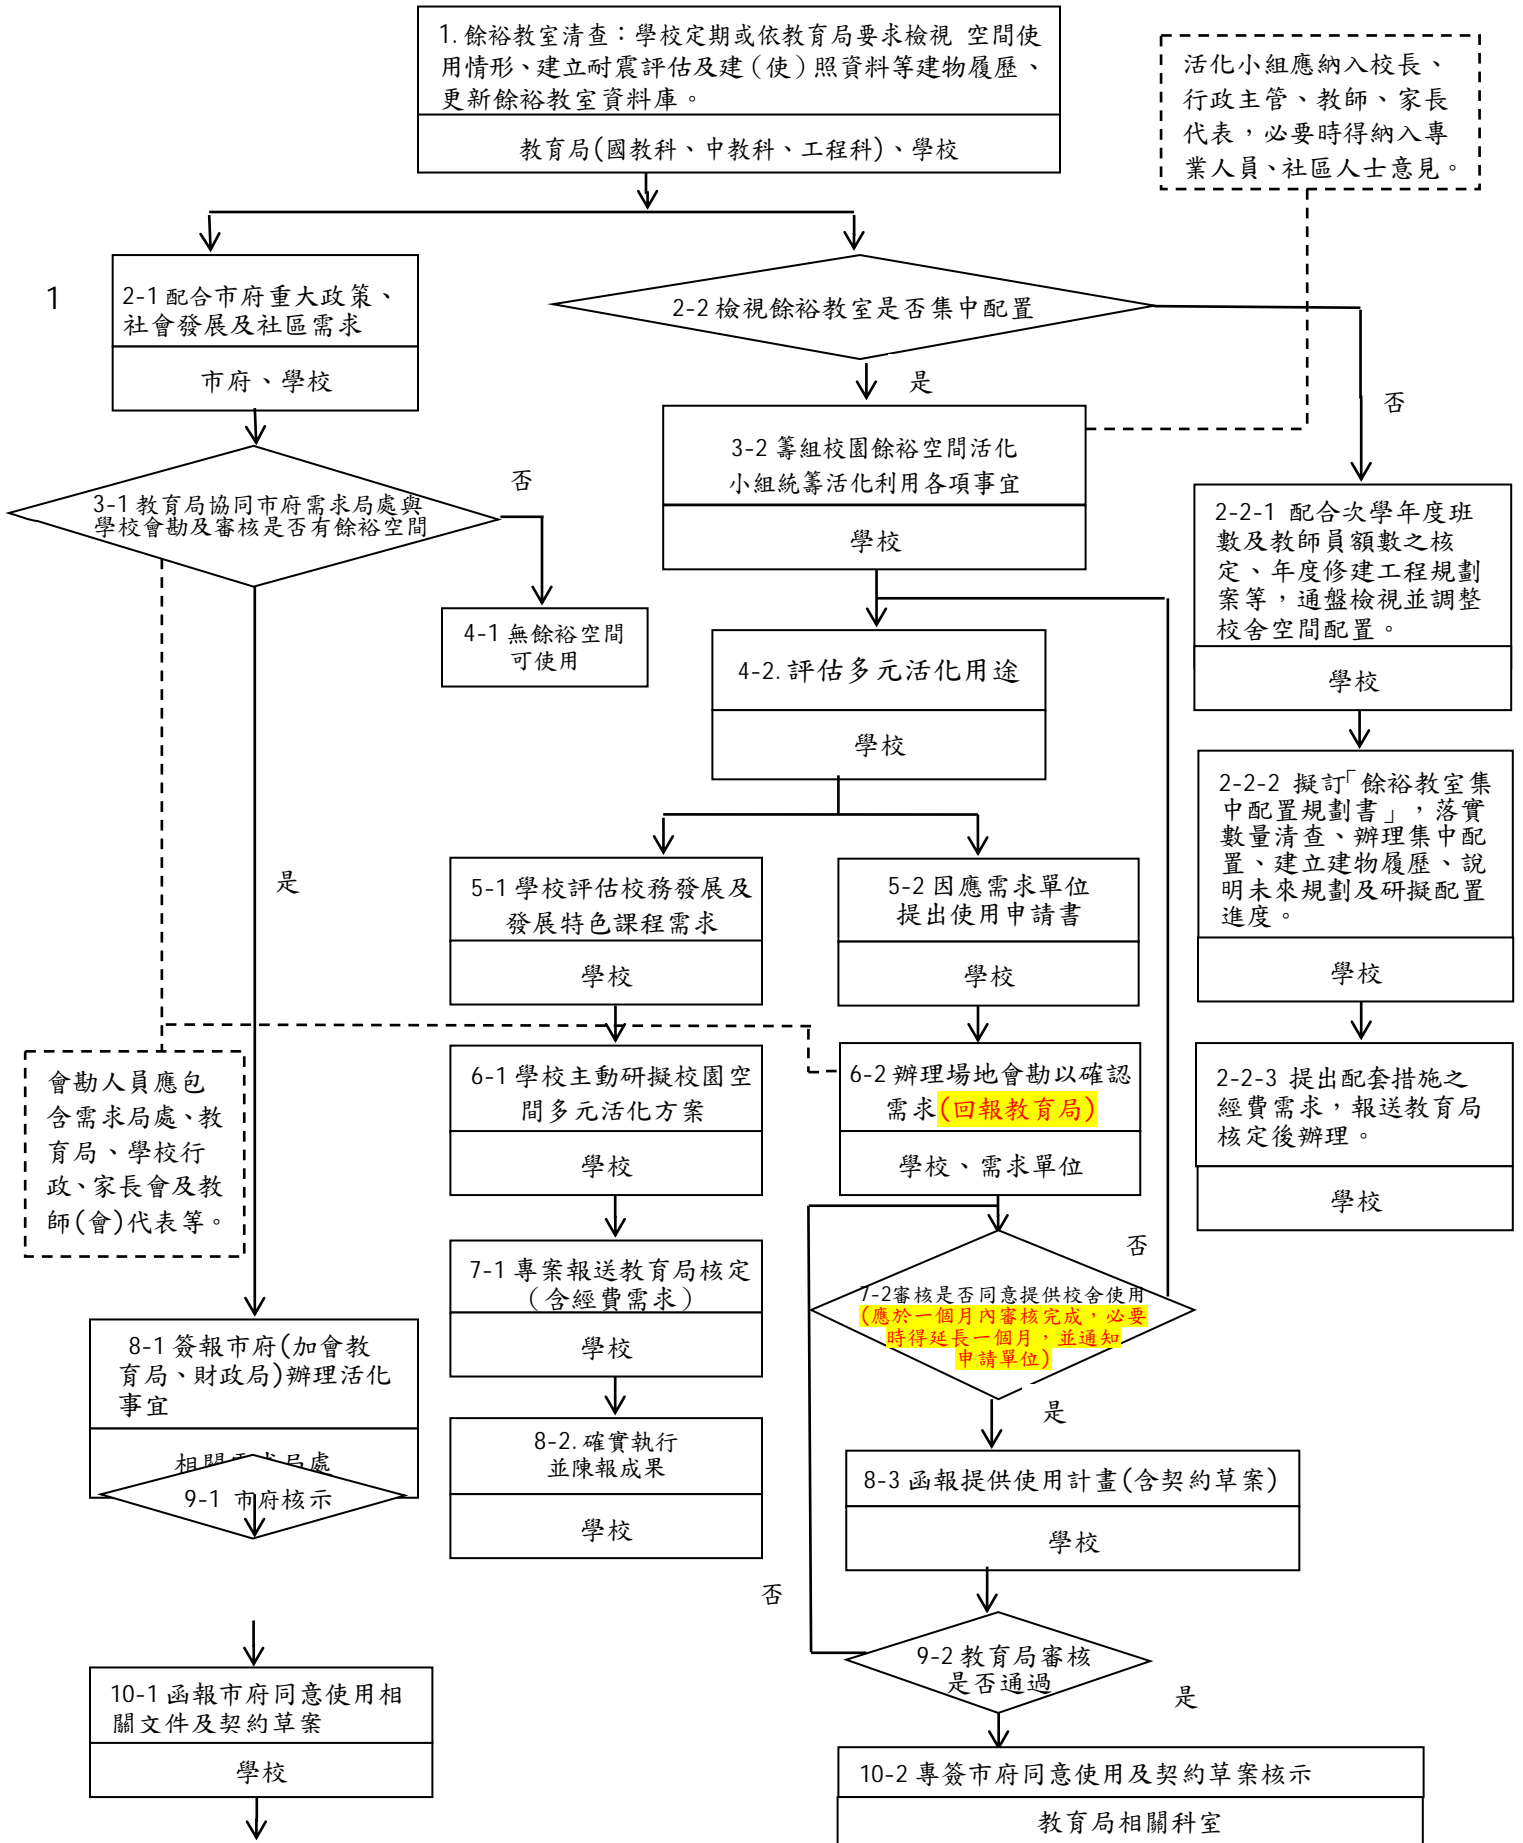 1.餘裕教室清查：學校定期或依教育局要求檢視 空間使
用情形、建立耐震評估及建(使)照資料等建物履歷、
更新餘裕教室資料庫。
教育局(國教科、中教科、工程科)、學校
活化小組應納入校長、
行政主管、教師、家長
代表，必要時得納入專
業人員、社區人士意見。
1
2-1 配合市府重大政策、
社會發展及社區需求
市府、學校
2-2 檢視餘裕教室是否集中配置
是
否
3-1 教育局協同市府需求局處與
學校會勘及審核是否有餘裕空間
否
3-2 籌組校園餘裕空間活化
小組統籌活化利用各項事宜
學校
2-2-1 配合次學年度班
數及教師員額數之核
定、年度修建工程規劃
案等，通盤檢視並調整
校舍空間配置。
學校
4-1 無餘裕空間
可使用
4-2.評估多元活化用途
學校
2-2-2 擬訂「餘裕教室集
中配置規劃書」，落實
數量清查、辦理集中配
置、建立建物履歷、說
明未來規劃及研擬配置
進度。
學校
是
5-1 學校評估校務發展及
發展特色課程需求
學校
5-2 因應需求單位
提出使用申請書
學校
會勘人員應包
含需求局處、教
育局、學校行
政、家長會及教
師(會)代表等。
6-1 學校主動研擬校園空
間多元活化方案
學校
6-2 辦理場地會勘以確認
需求(回報教育局)
學校、需求單位
2-2-3 提出配套措施之
經費需求，報送教育局
核定後辦理。
學校
7-1 專案報送教育局核定
(含經費需求)
學校
否
7-2審核是否同意提供校舍使用
(應於一個月內審核完成，必要
時得延長一個月，並通知
申請單位)
是
8-1 簽報市府(加會教
育局、財政局)辦理活化
事宜
相關需求局處
9-1 市府核示
8-2.確實執行
並陳報成果
學校
8-3 函報提供使用計畫(含契約草案)
學校
否
9-2 教育局審核
是否通過
是
10-1 函報市府同意使用相
關文件及契約草案
學校
10-2 專簽市府同意使用及契約草案核示
教育局相關科室